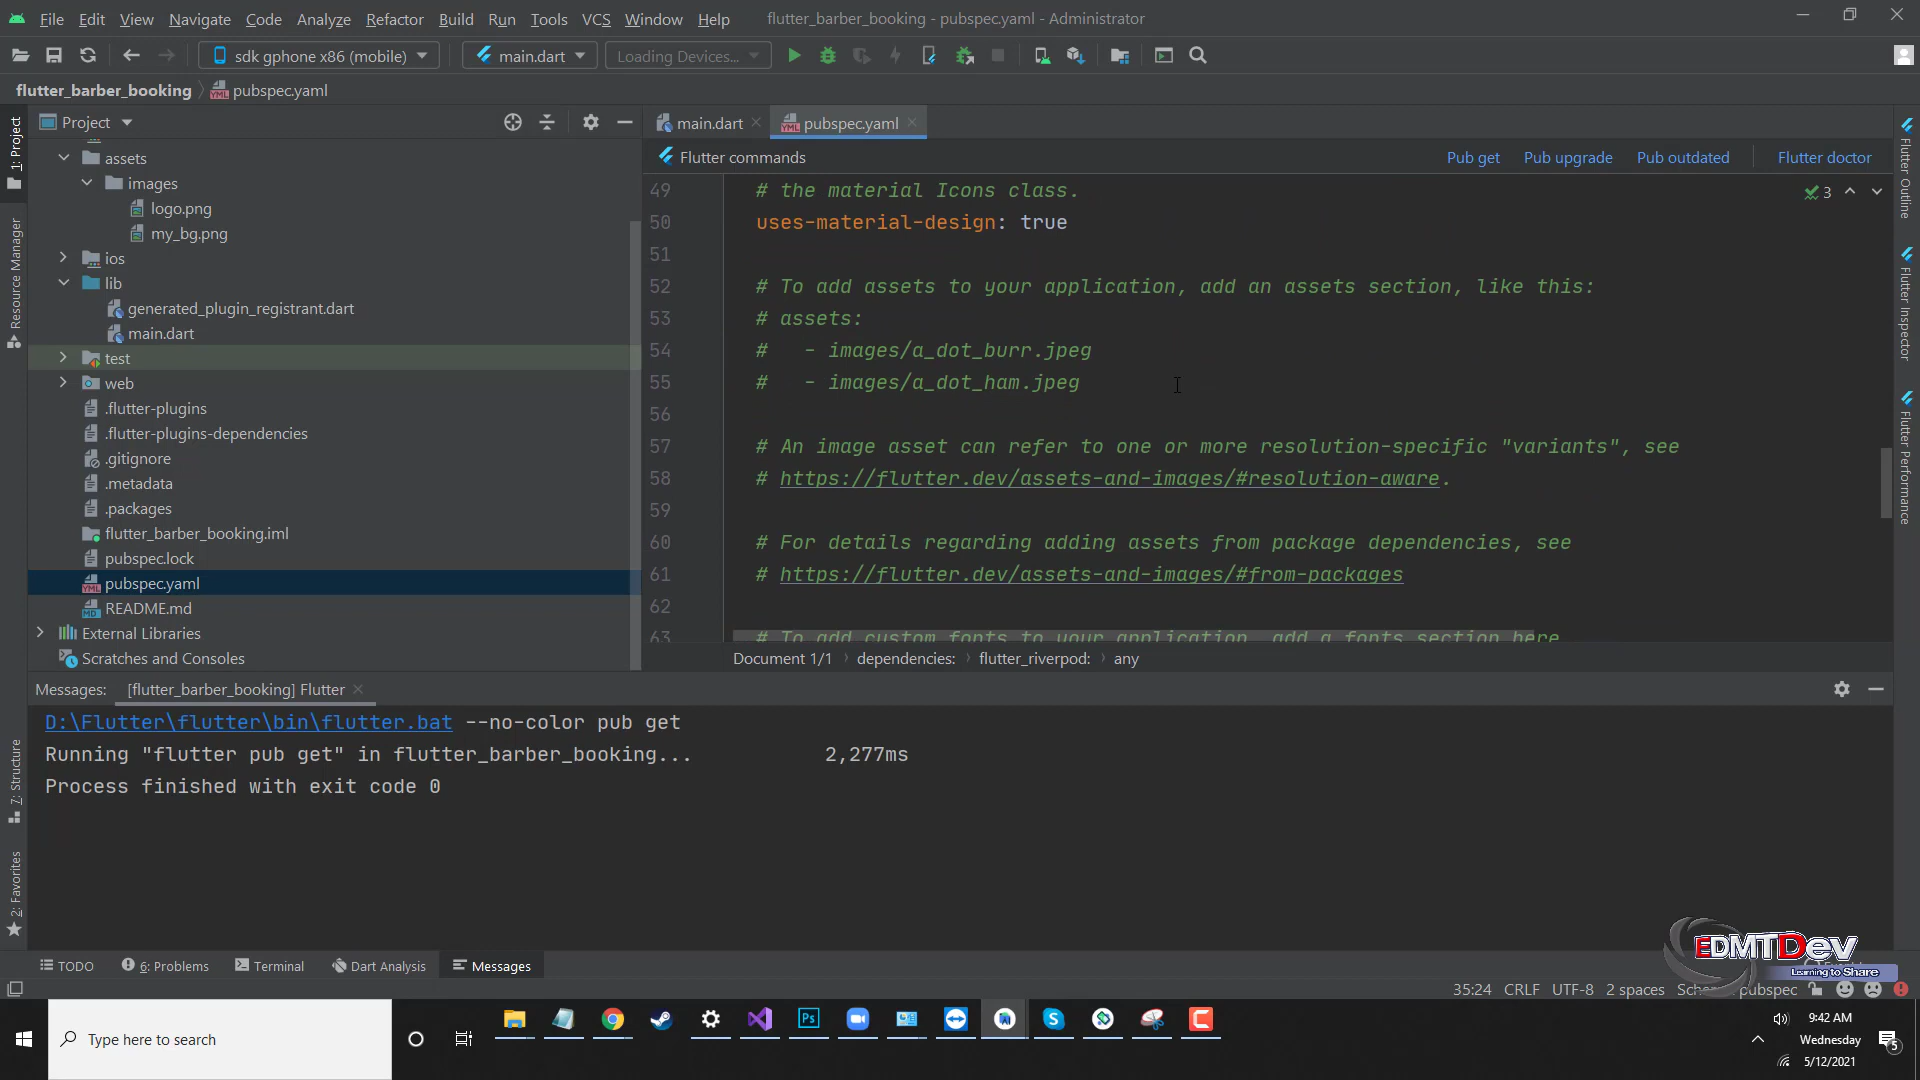 File Edit View Navigate Code Analyze Refactor Build Run Tools VCS Window Help flutter_barber_booking - pubspec.yaml - Administrator
sdk gphone x86 (mobile) main.dart Loading Devices...
flutter_barber_booking pubspec.yaml
Project
main.dart pubspec.yaml
Flutter commands Pub get Pub upgrade Pub outdated Flutter doctor
assets
images
logo.png
my_bg.png
ios
lib
generated_plugin_registrant.dart
main.dart
test
web
.flutter-plugins
.flutter-plugins-dependencies
.gitignore
.metadata
.packages
flutter_barber_booking.iml
pubspec.lock
pubspec.yaml
README.md
External Libraries
Scratches and Consoles
49 # the material Icons class.
50 uses-material-design: true
51
52 # To add assets to your application, add an assets section, like this:
53 # assets:
54 #   - images/a_dot_burr.jpeg
55 #   - images/a_dot_ham.jpeg
56
57 # An image asset can refer to one or more resolution-specific "variants", see
58 # https://flutter.dev/assets-and-images/#resolution-aware.
59
60 # For details regarding adding assets from package dependencies, see
61 # https://flutter.dev/assets-and-images/#from-packages
62
63 # To add custom fonts to your application, add a fonts section here
3
Document 1/1 dependencies: flutter_riverpod: any
1: Project
Resource Manager
7: Structure
2: Favorites
Flutter Outline
Flutter Inspector
Flutter Performance
Messages: [flutter_barber_booking] Flutter
D:\Flutter\flutter\bin\flutter.bat --no-color pub get
Running "flutter pub get" in flutter_barber_booking... 2,277ms
Process finished with exit code 0
TODO 6: Problems Terminal Dart Analysis Messages
EDMTDev
Learning to Share
35:24 CRLF UTF-8 2 spaces pubspec
Type here to search
Ps
9:42 AM
Wednesday
5/12/2021
5